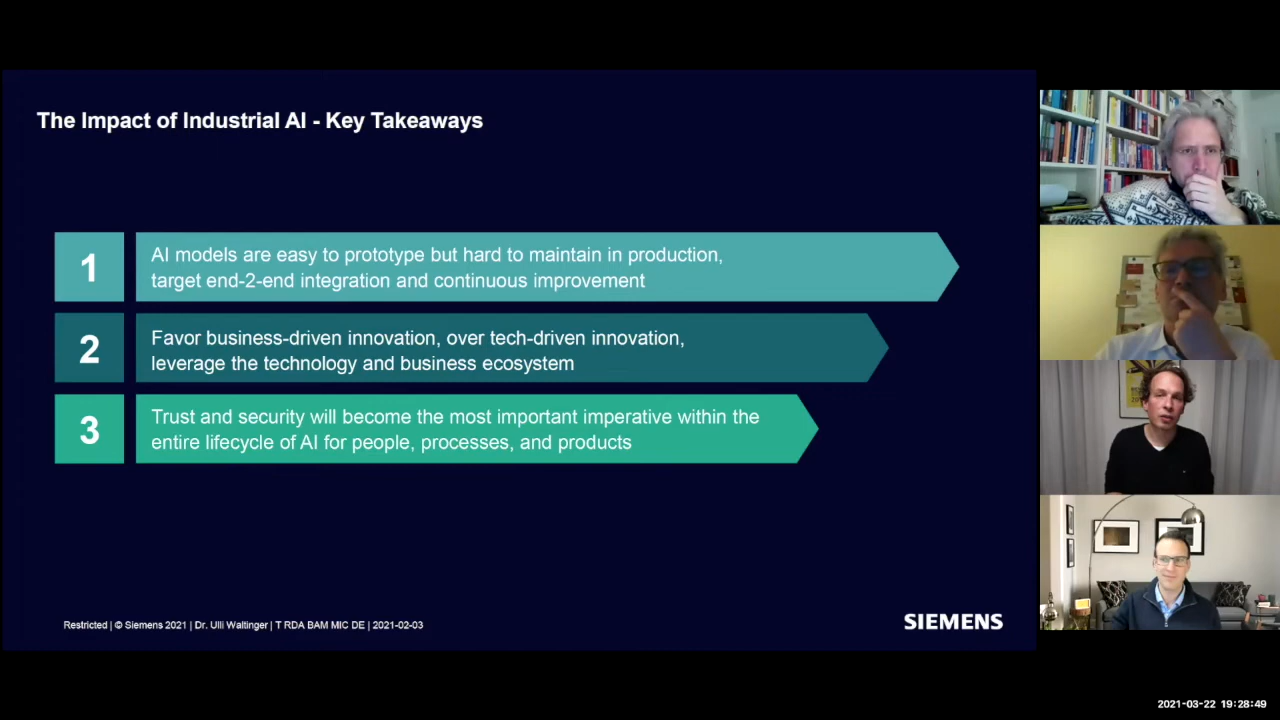 The Impact of Industrial AI - Key Takeaways
1
AI models are easy to prototype but hard to maintain in production,
target end-2-end integration and continuous improvement
2
Favor business-driven innovation, over tech-driven innovation,
leverage the technology and business ecosystem
3
Trust and security will become the most important imperative within the
entire lifecycle of AI for people, processes, and products
Restricted | © Siemens 2021 | Dr. Ulli Waltinger | T RDA BAM MIC DE | 2021-02-03
SIEMENS
2021-03-22 19:28:49